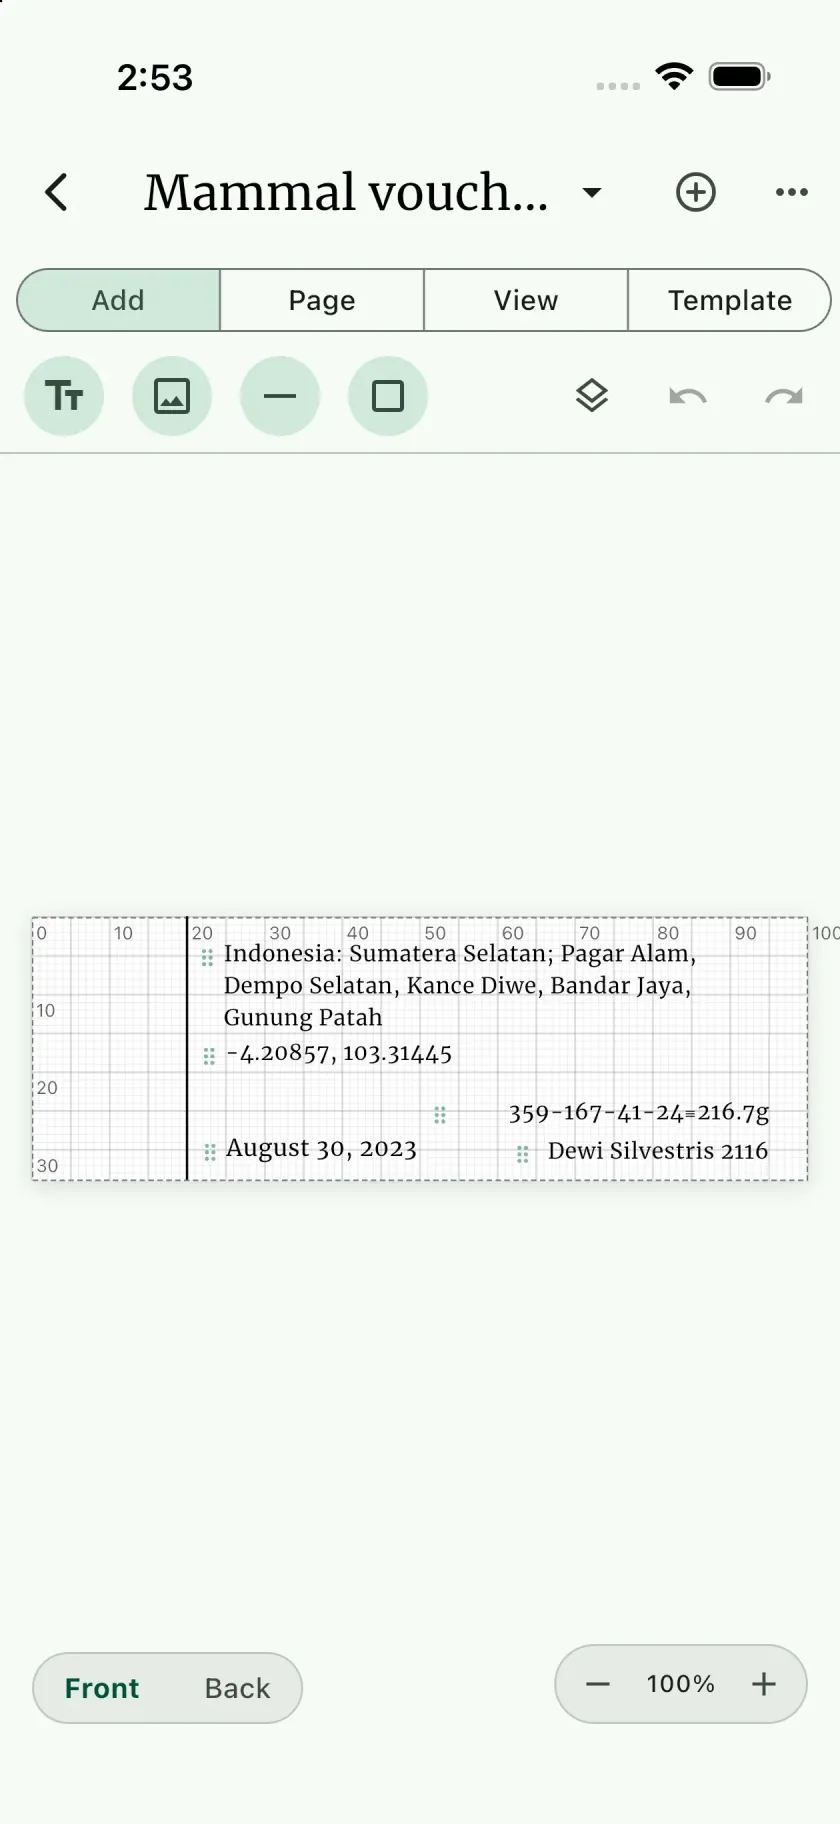 2:53
Mammal vouch...
Add Page View Template
Tт
0 10 20 30 40 50 60 70 80 90 100
Indonesia: Sumatera Selatan; Pagar Alam,
Dempo Selatan, Kance Diwe, Bandar Jaya,
10
Gunung Patah
-4.20857, 103.31445
20
359-167-41-24≡216.7g
August 30, 2023
Dewi Silvestris 2116
30
Front Back
100%